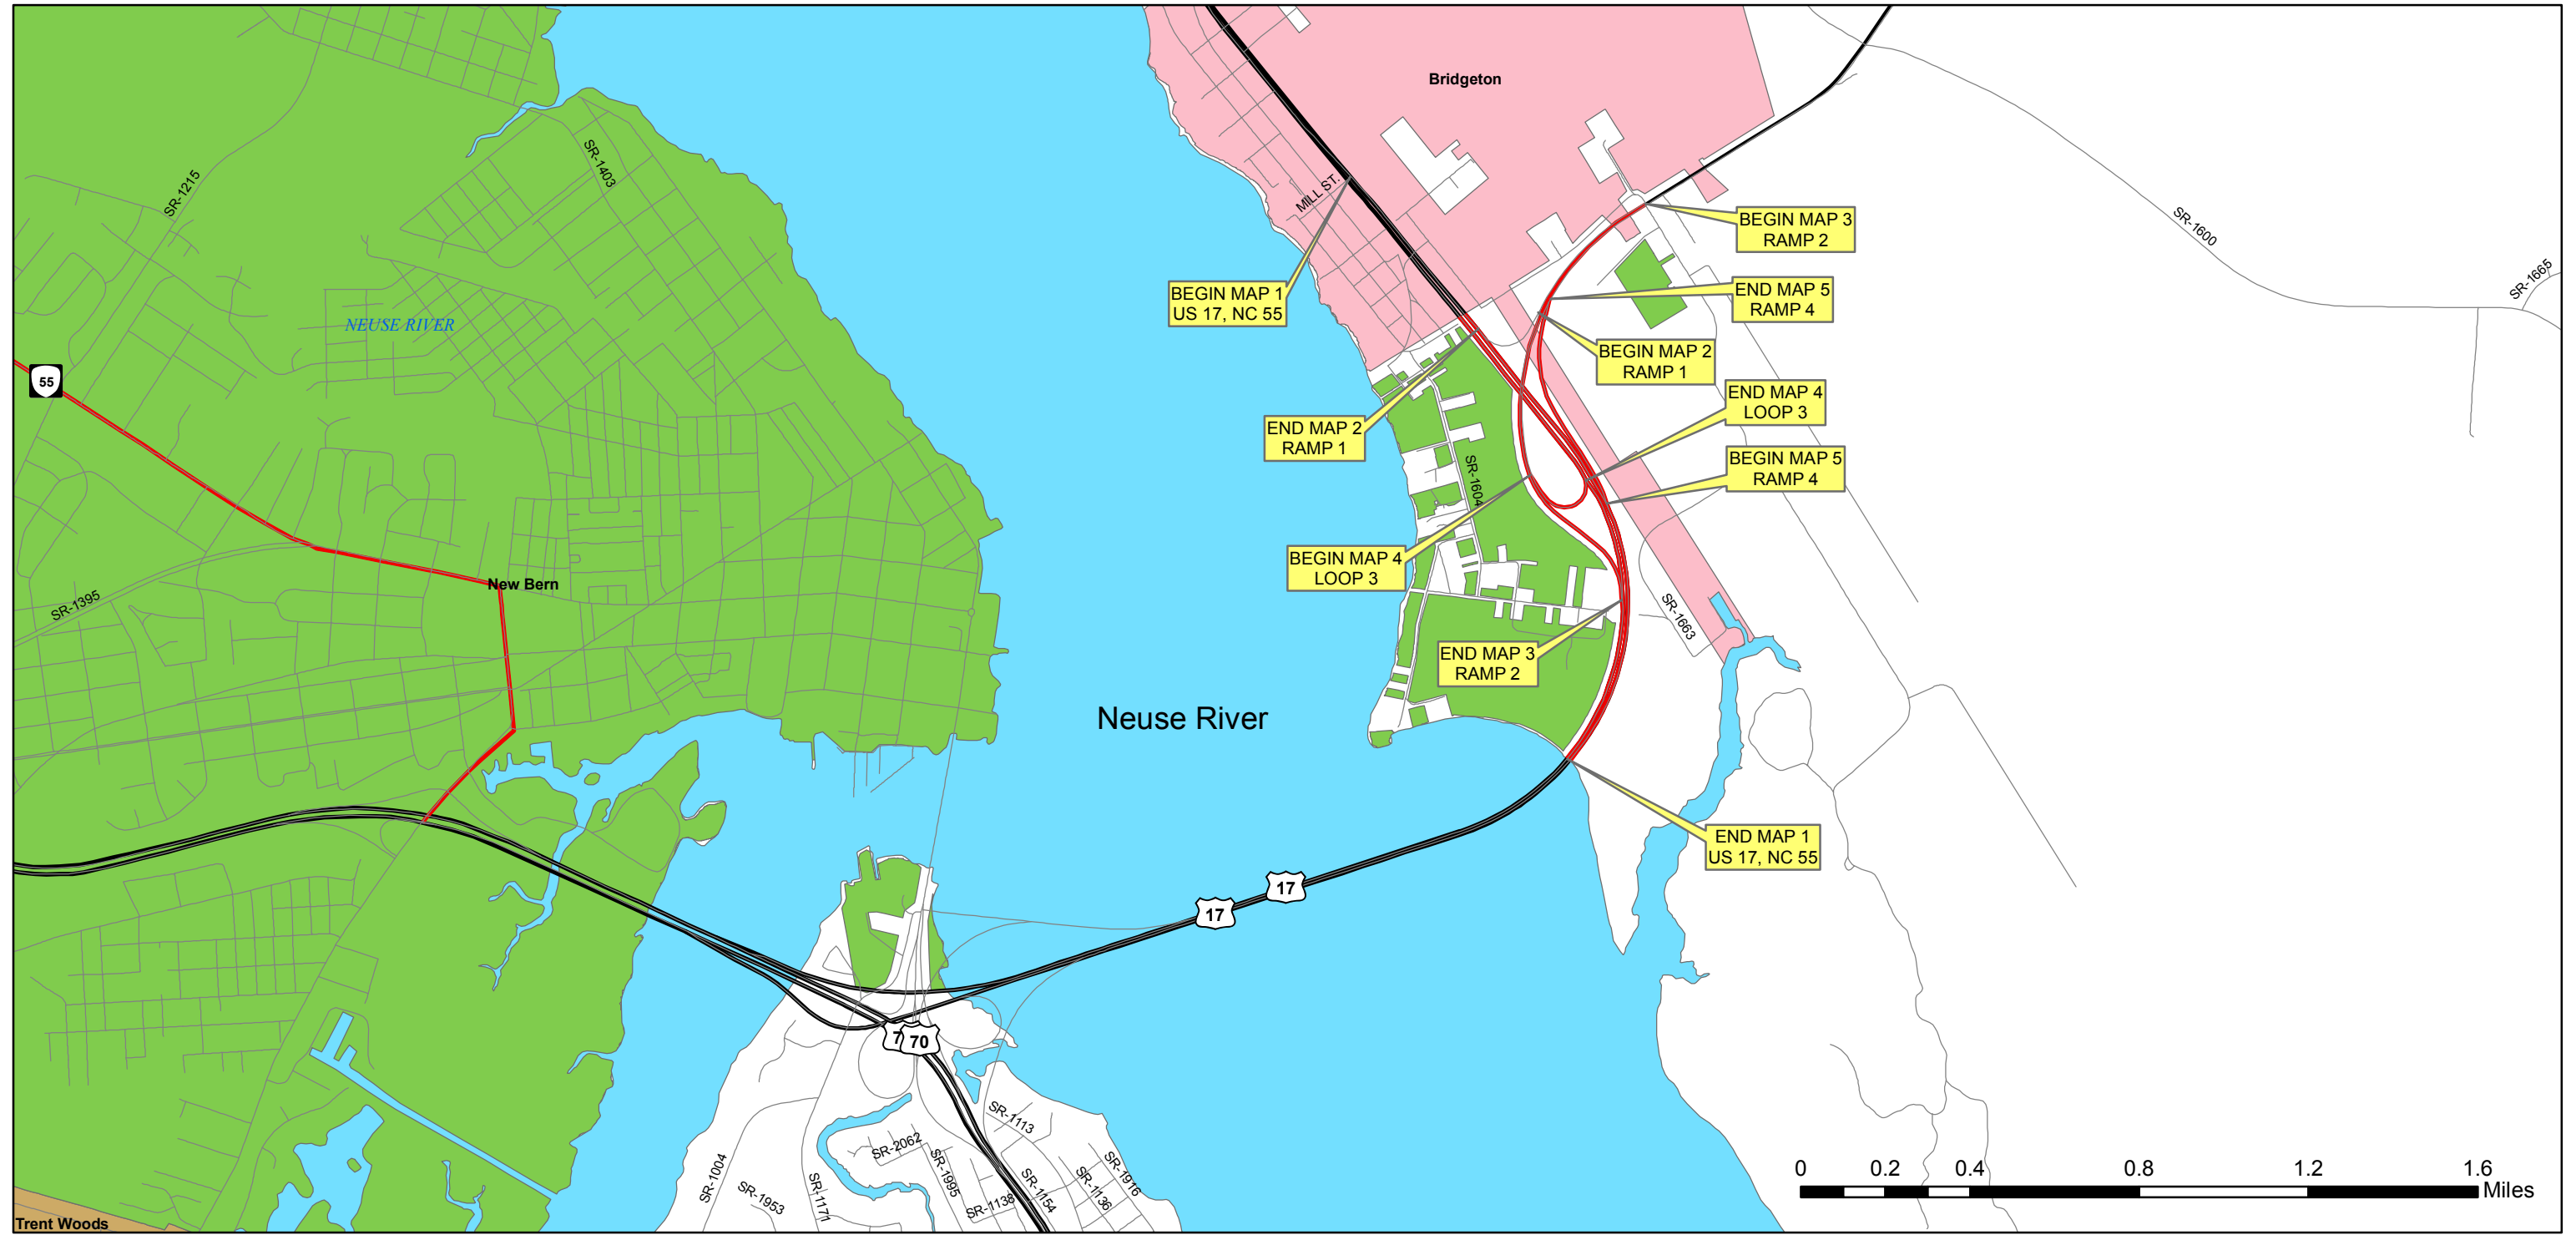 Bridgeton
SR-1403
SR-1215
MILL ST.
BEGIN MAP 3
RAMP 2
SR-1600
SR-1665
BEGIN MAP 1
US 17, NC 55
END MAP 5
RAMP 4
NEUSE RIVER
BEGIN MAP 2
RAMP 1
55
END MAP 4
LOOP 3
END MAP 2
RAMP 1
BEGIN MAP 5
RAMP 4
SR-1604
BEGIN MAP 4
LOOP 3
New Bern
SR-1395
SR-1663
END MAP 3
RAMP 2
Neuse River
END MAP 1
US 17, NC 55
17
17
7
70
SR-1113
SR-2062
SR-1004
SR-1953
SR-1171
SR-1995
SR-1138
SR-1154
SR-1136
SR-1916
0 0.2 0.4 0.8 1.2 1.6
Miles
Trent Woods